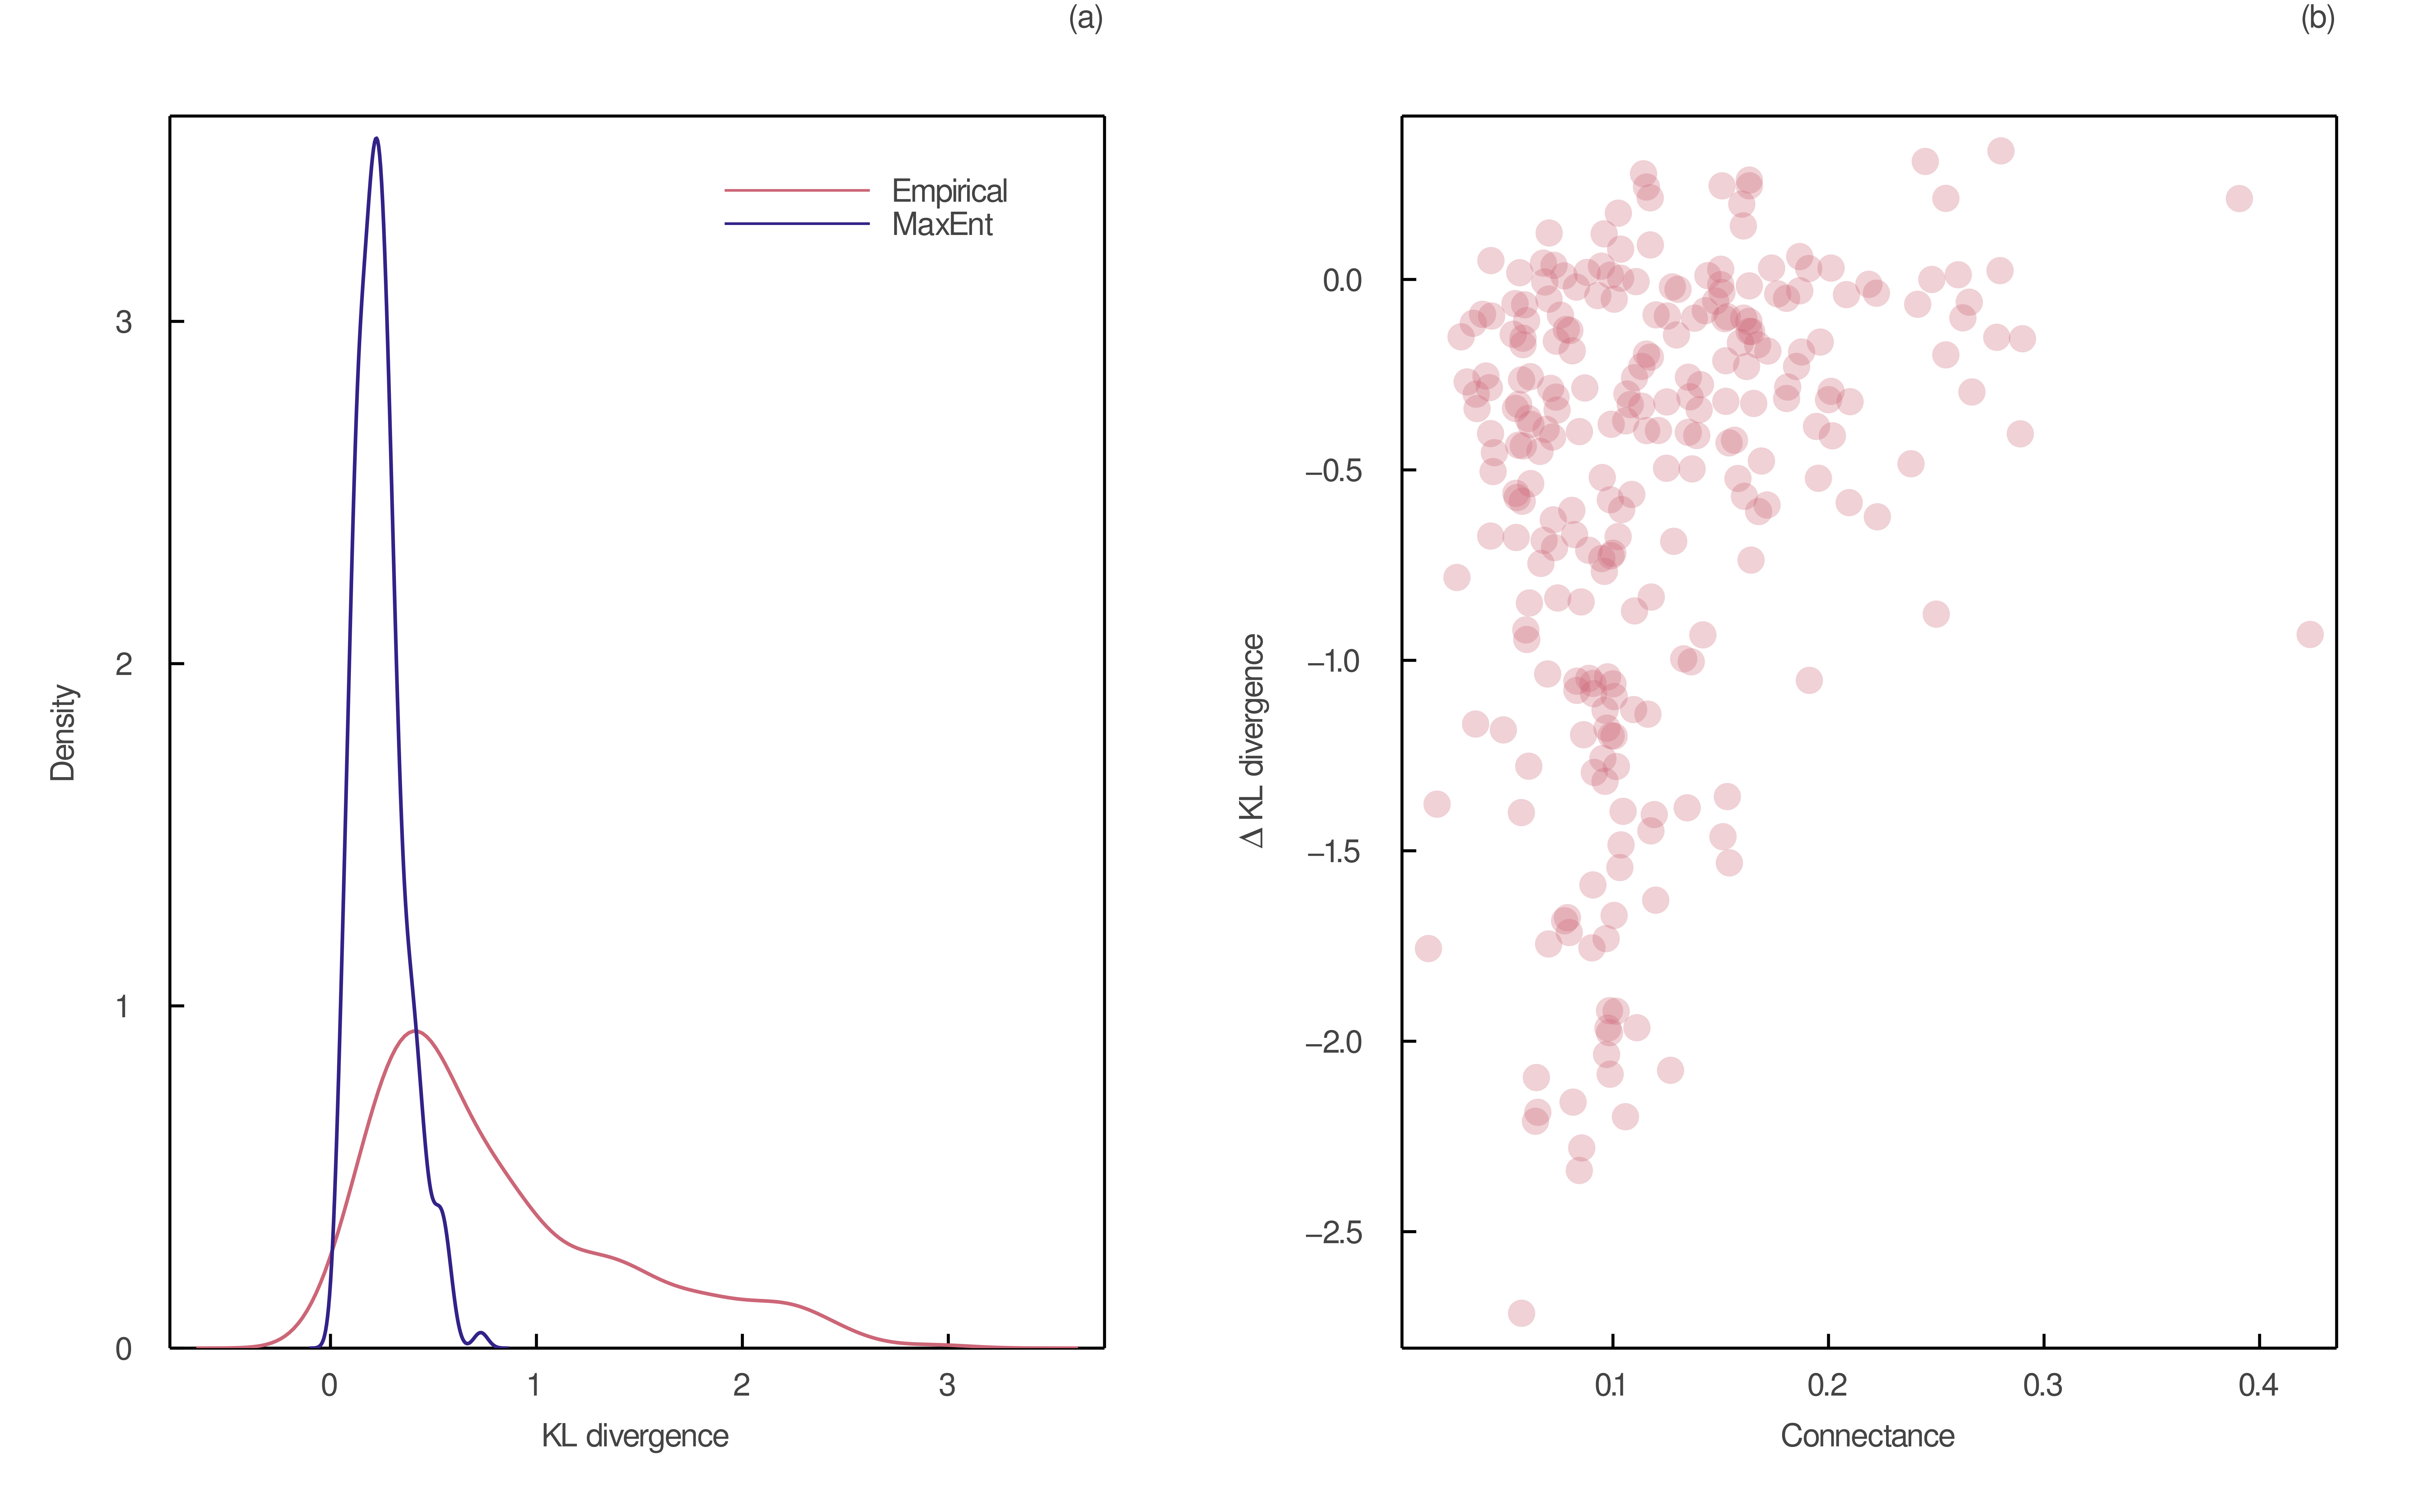 (a)
Empirical
MaxEnt
3
2
1
0
Density
0 1 2 3
KL divergence
(b)
0.0
−0.5
−1.0
−1.5
−2.0
−2.5
Δ KL divergence
0.1 0.2 0.3 0.4
Connectance